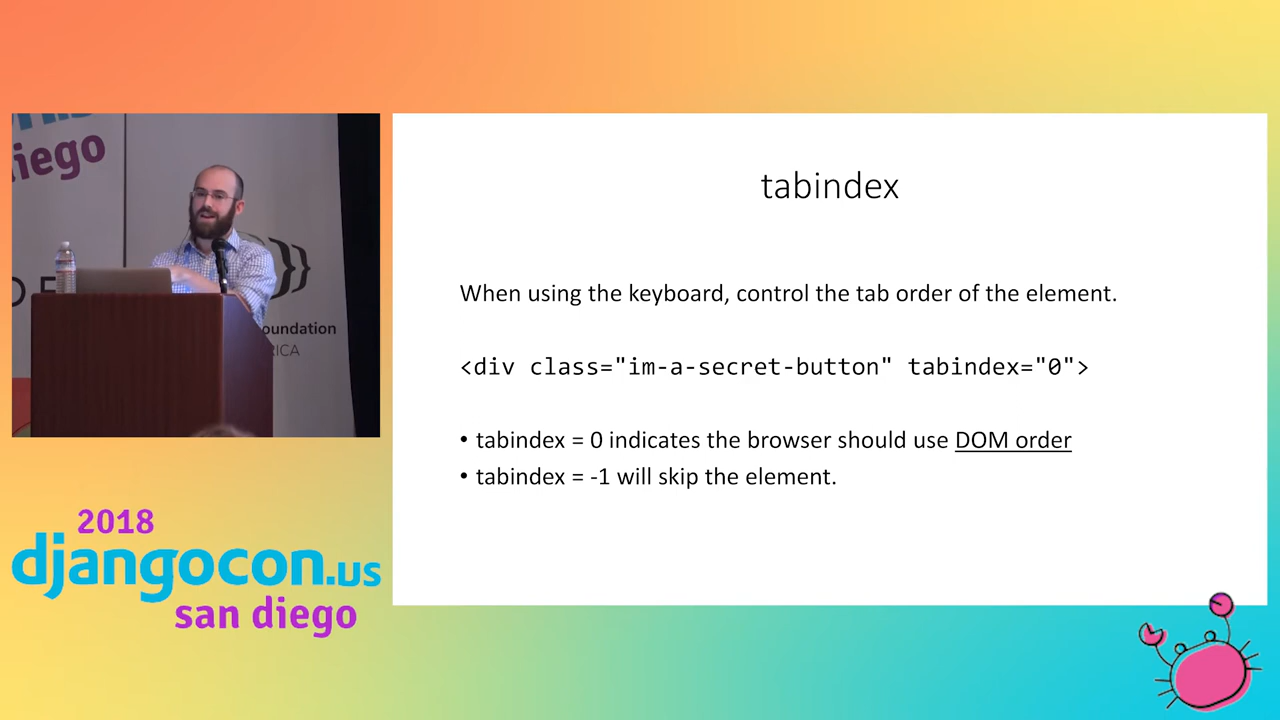 diego
oundation
RICA
tabindex
When using the keyboard, control the tab order of the element.
<div class="im-a-secret-button" tabindex="0">
• tabindex = 0 indicates the browser should use DOM order
• tabindex = -1 will skip the element.
2018
djangocon.us
san diego